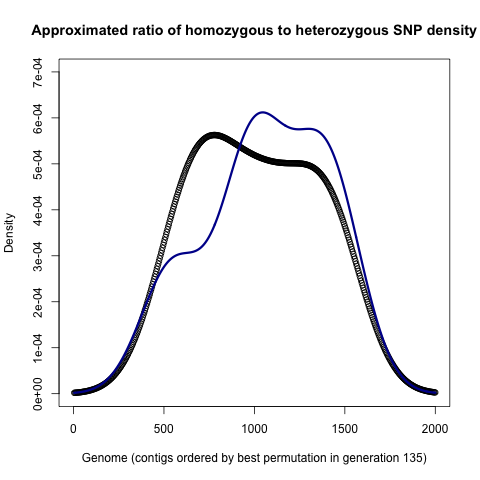 Approximated ratio of homozygous to heterozygous SNP density
7e-04
6e-04
5e-04
4e-04
3e-04
2e-04
1e-04
0e+00
Density
0 500 1000 1500 2000
Genome (contigs ordered by best permutation in generation 135)